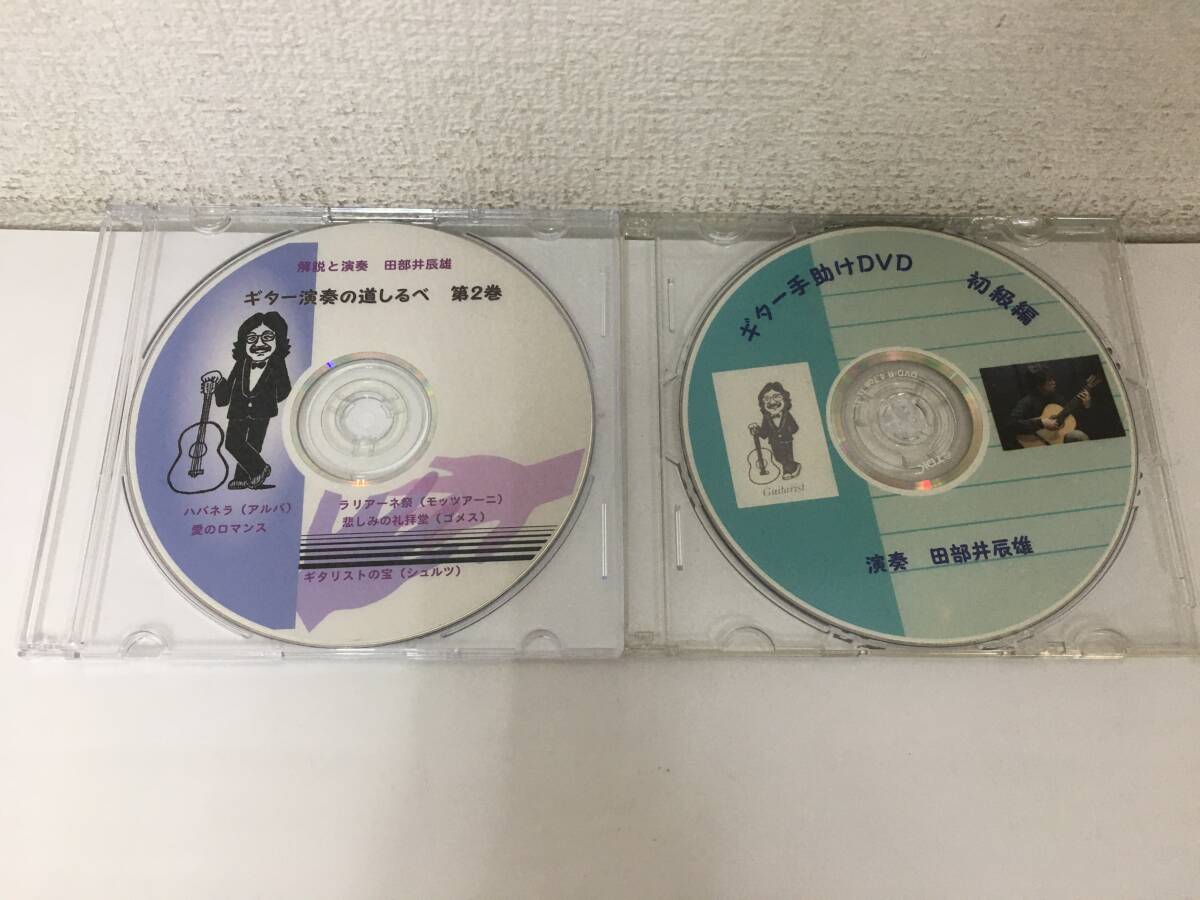 解説と演奏 田部井辰雄
ギター演奏の道しるべ 第2巻
ハバネラ（アルバ）
愛のロマンス
ラリアーネ祭（モッツアーニ）
悲しみの礼拝堂（ゴメス）
ギタリストの宝（シュルツ）
ギター手助けDVD 初級編
Guitarist
TDK
演奏 田部井辰雄